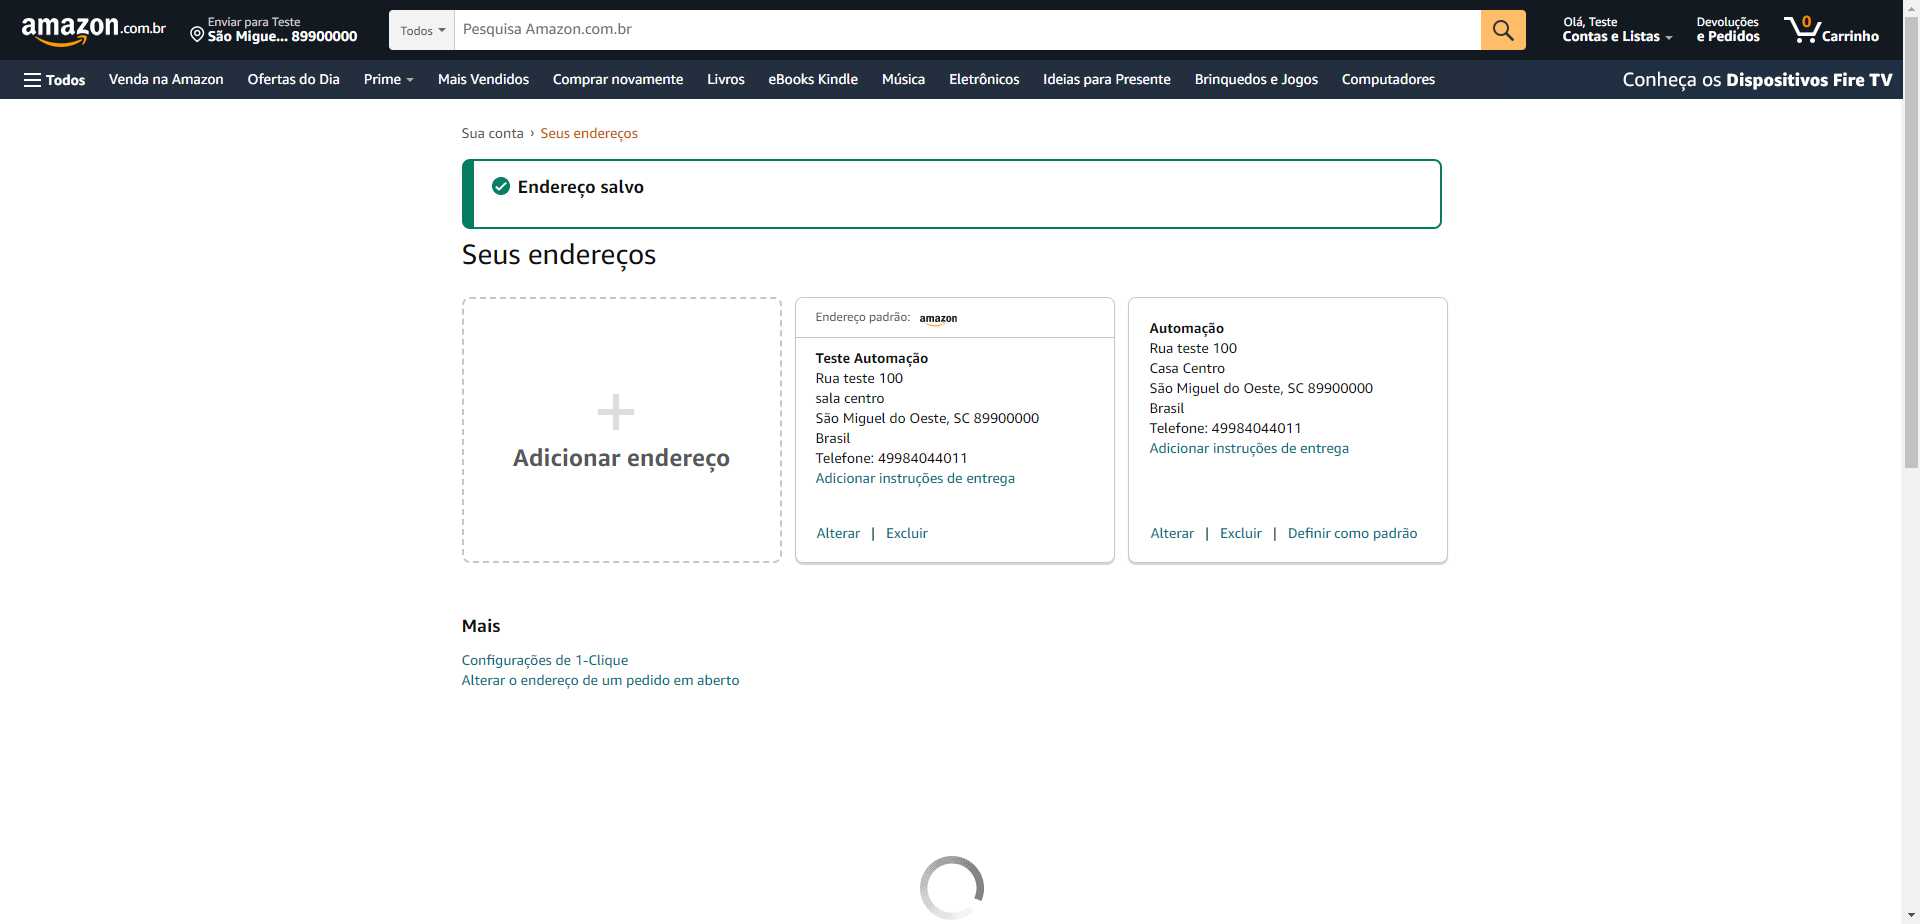 amazon.com.br
Enviar para Teste
São Migue... 89900000
Todos
Pesquisa Amazon.com.br
Olá, Teste
Contas e Listas
Devoluções
e Pedidos
0
Carrinho
Todos
Venda na Amazon
Ofertas do Dia
Prime
Mais Vendidos
Comprar novamente
Livros
eBooks Kindle
Música
Eletrônicos
Ideias para Presente
Brinquedos e Jogos
Computadores
Conheça os Dispositivos Fire TV
Sua conta › Seus endereços
Endereço salvo
Seus endereços
Adicionar endereço
Endereço padrão: amazon
Teste Automação
Rua teste 100
sala centro
São Miguel do Oeste, SC 89900000
Brasil
Telefone: 49984044011
Adicionar instruções de entrega
Alterar | Excluir
Automação
Rua teste 100
Casa Centro
São Miguel do Oeste, SC 89900000
Brasil
Telefone: 49984044011
Adicionar instruções de entrega
Alterar | Excluir | Definir como padrão
Mais
Configurações de 1-Clique
Alterar o endereço de um pedido em aberto